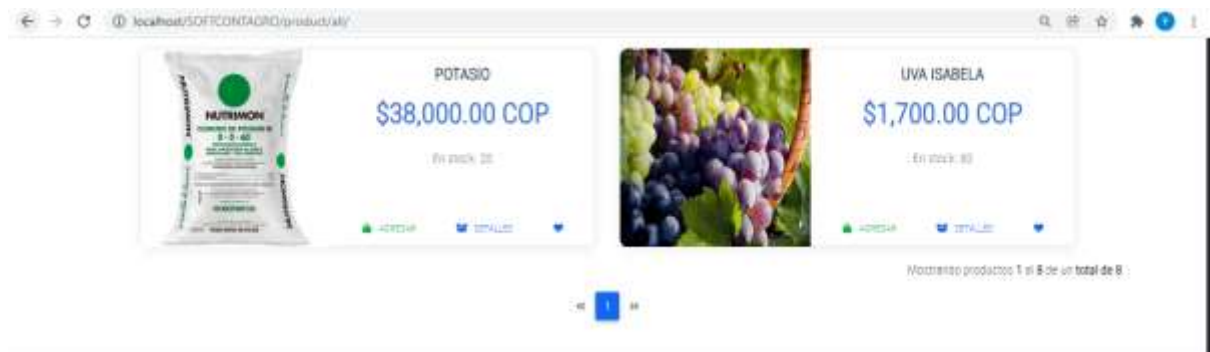 localhost/SOFTCONTAGRO/product/all/
NUTRIMON
POTASIO
$38,000.00 COP
En stock: 20
AGREGAR
DETALLES
UVA ISABELA
$1,700.00 COP
En stock:
AGREGAR
DETALLES
Mostrando productos 1 al 8 de un total de 8
« 1 »